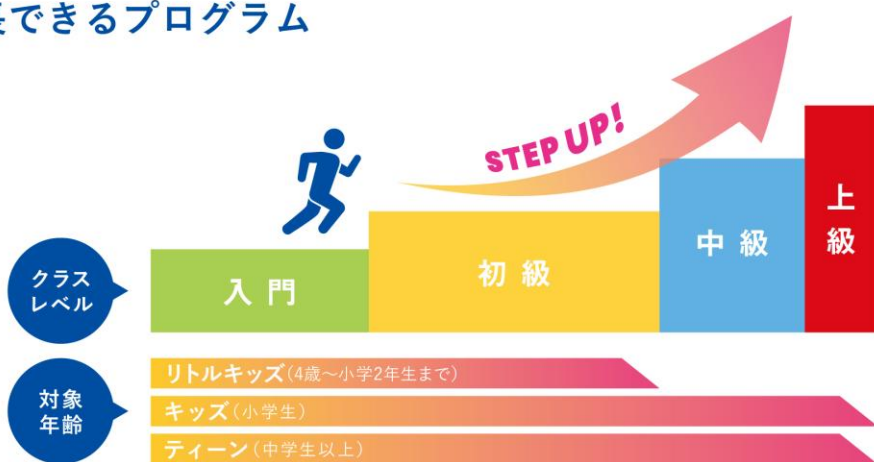 できるプログラム
STEP UP!
クラス
レベル
入門
初級
中級
上級
対象
年齢
リトルキッズ(4歳〜小学2年生まで)
キッズ(小学生)
ティーン(中学生以上)